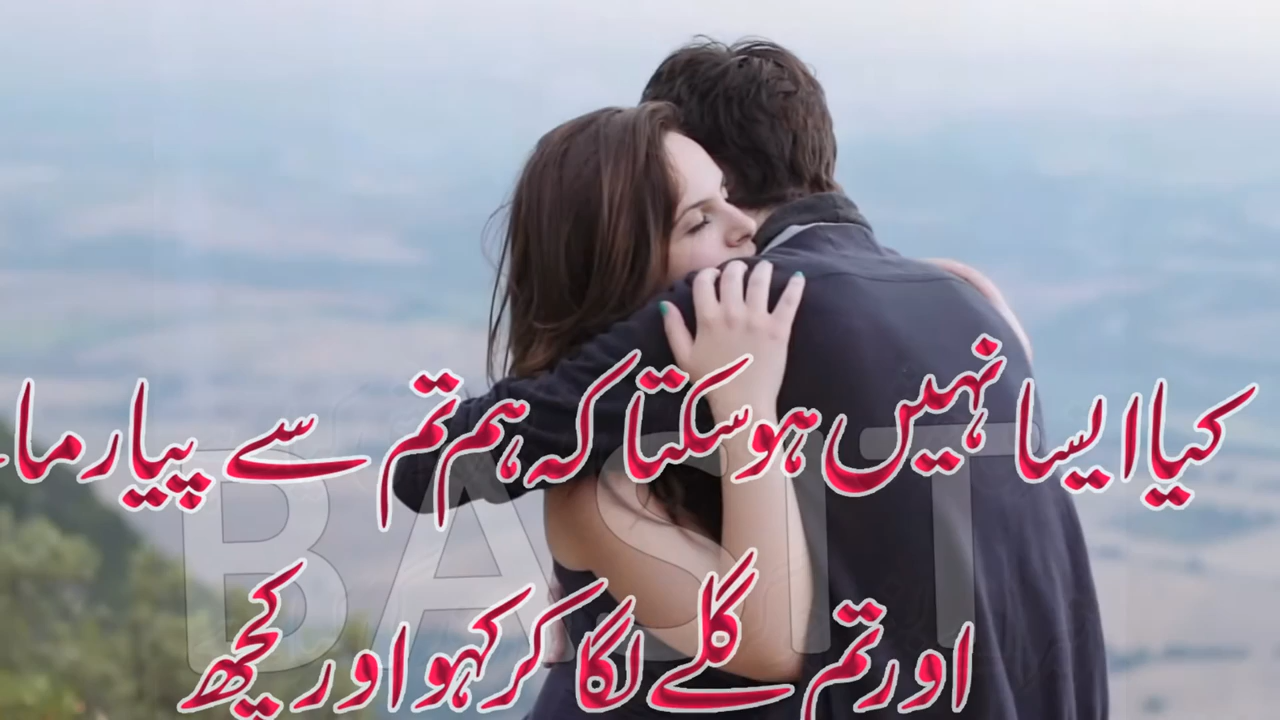 کیا ایسا نہیں ہو سکتا کہ ہم تم سے پیار ما
اور تم گلے لگا کر کہو اور کچھ
BASIT